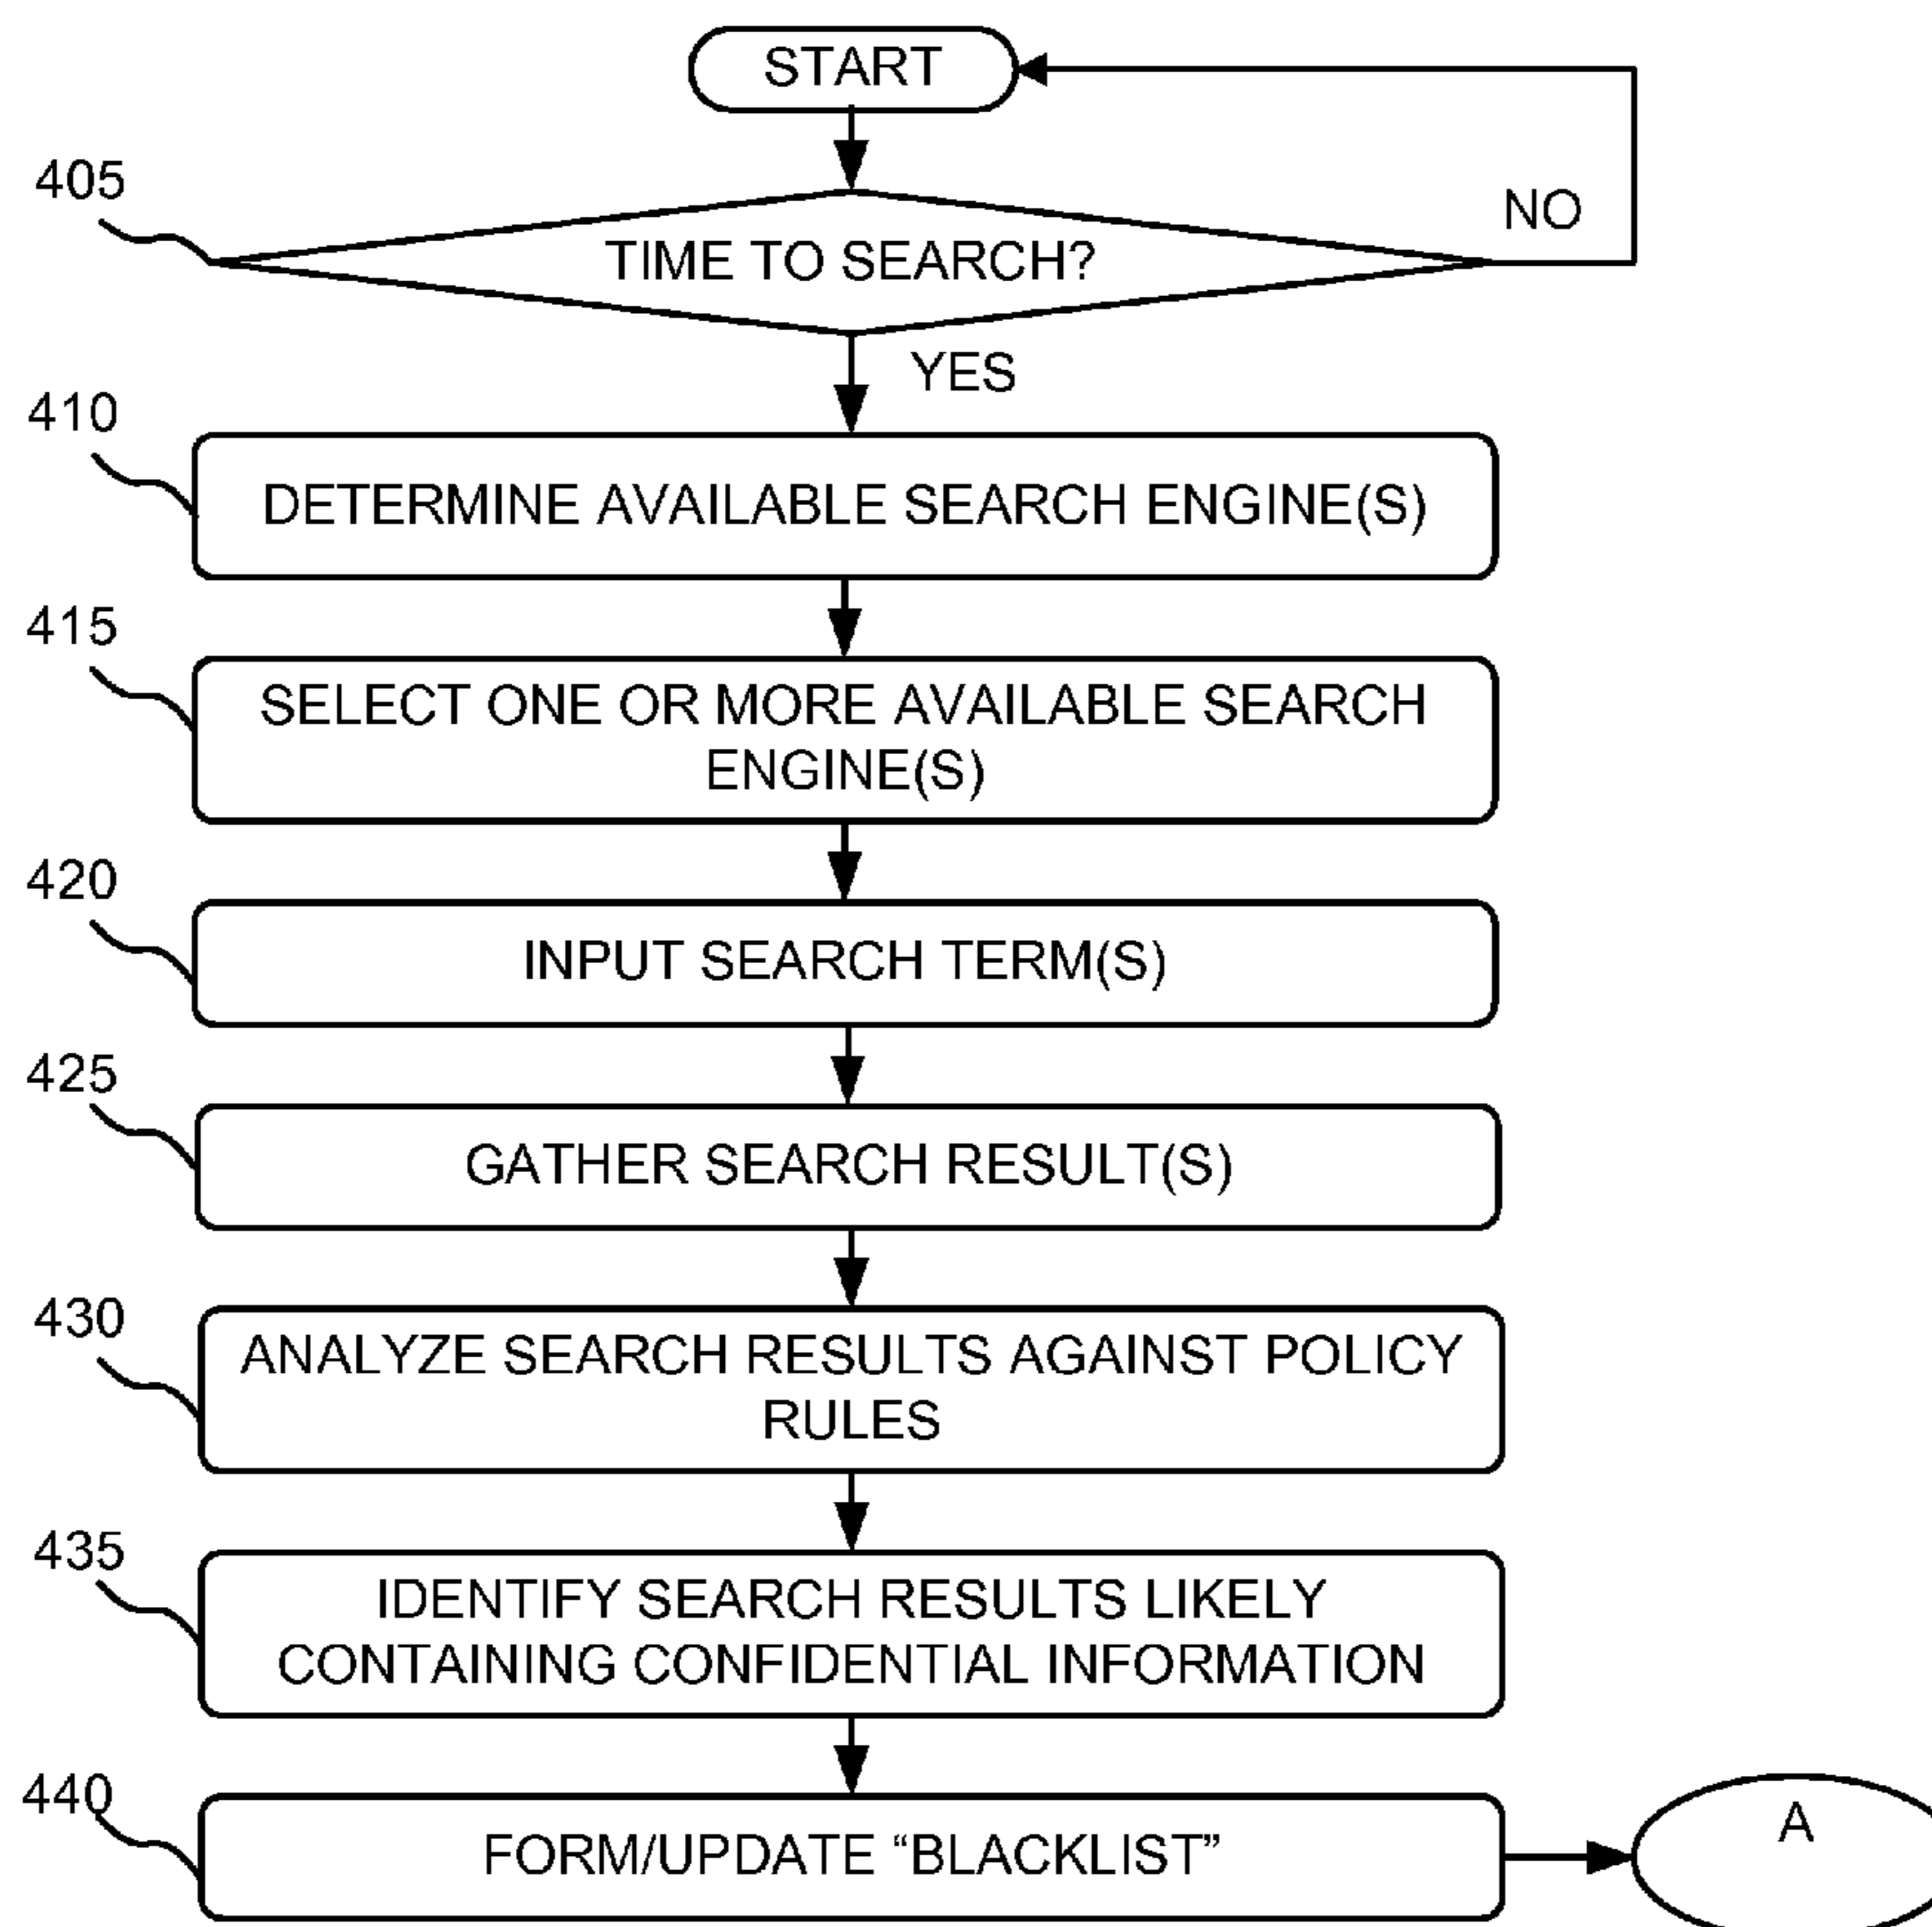 START
405
TIME TO SEARCH?
NO
YES
410
DETERMINE AVAILABLE SEARCH ENGINE(S)
415
SELECT ONE OR MORE AVAILABLE SEARCH
ENGINE(S)
420
INPUT SEARCH TERM(S)
425
GATHER SEARCH RESULT(S)
430
ANALYZE SEARCH RESULTS AGAINST POLICY
RULES
435
IDENTIFY SEARCH RESULTS LIKELY
CONTAINING CONFIDENTIAL INFORMATION
440
FORM/UPDATE “BLACKLIST”
A